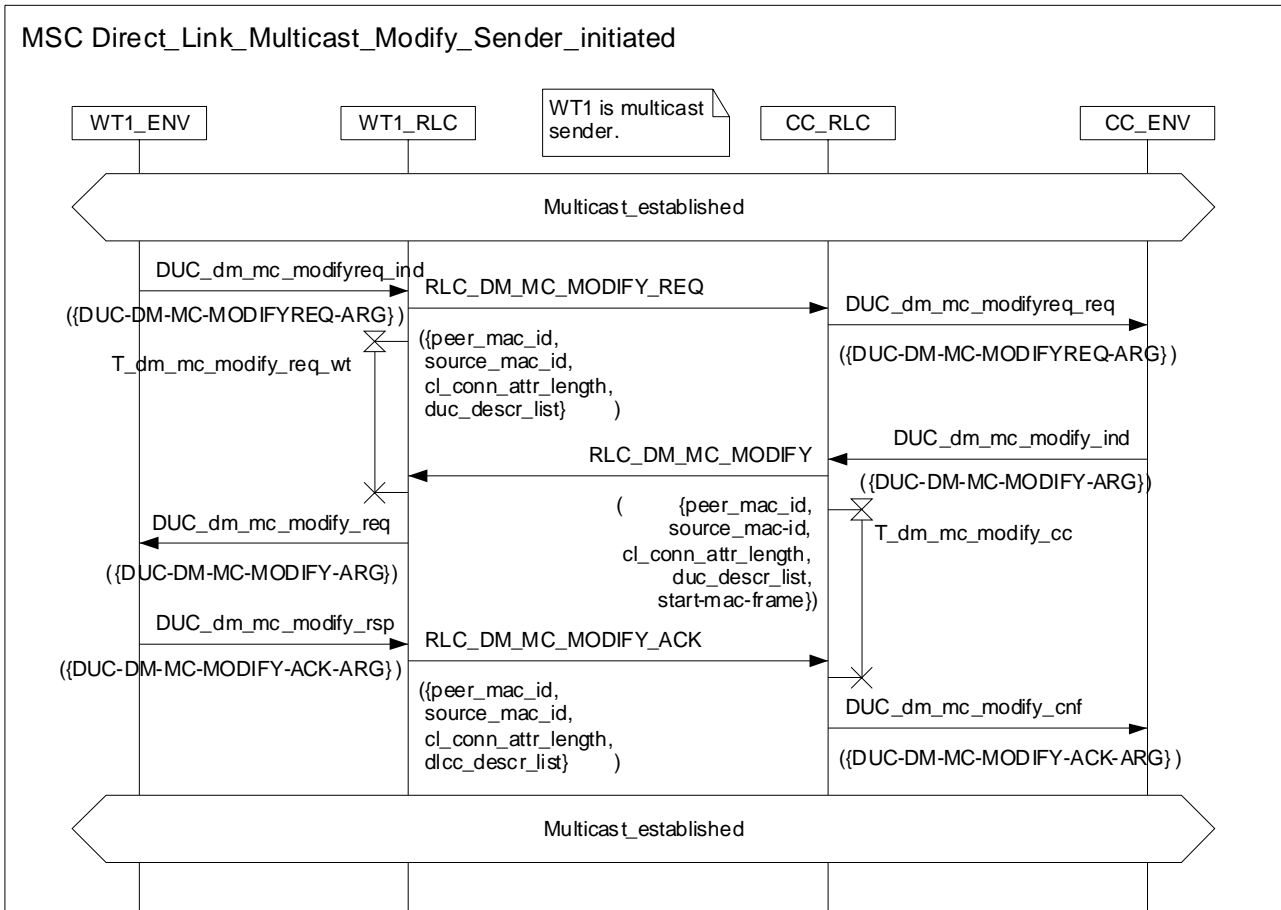 MSC Direct_Link_Multicast_Modify_Sender_initiated
WT1_ENV
WT1_RLC
WT1 is multicast
sender.
CC_RLC
CC_ENV
Multicast_established
DUC_dm_mc_modifyreq_ind
({DUC-DM-MC-MODIFYREQ-ARG})
RLC_DM_MC_MODIFY_REQ
({peer_mac_id,
source_mac_id,
cl_conn_attr_length,
duc_descr_list} )
DUC_dm_mc_modifyreq_req
({DUC-DM-MC-MODIFYREQ-ARG})
T_dm_mc_modify_req_wt
DUC_dm_mc_modify_ind
({DUC-DM-MC-MODIFY-ARG})
RLC_DM_MC_MODIFY
( {peer_mac_id,
source_mac-id,
cl_conn_attr_length,
duc_descr_list,
start-mac-frame})
T_dm_mc_modify_cc
DUC_dm_mc_modify_req
({DUC-DM-MC-MODIFY-ARG})
DUC_dm_mc_modify_rsp
({DUC-DM-MC-MODIFY-ACK-ARG})
RLC_DM_MC_MODIFY_ACK
({peer_mac_id,
source_mac_id,
cl_conn_attr_length,
dlcc_descr_list} )
DUC_dm_mc_modify_cnf
({DUC-DM-MC-MODIFY-ACK-ARG})
Multicast_established